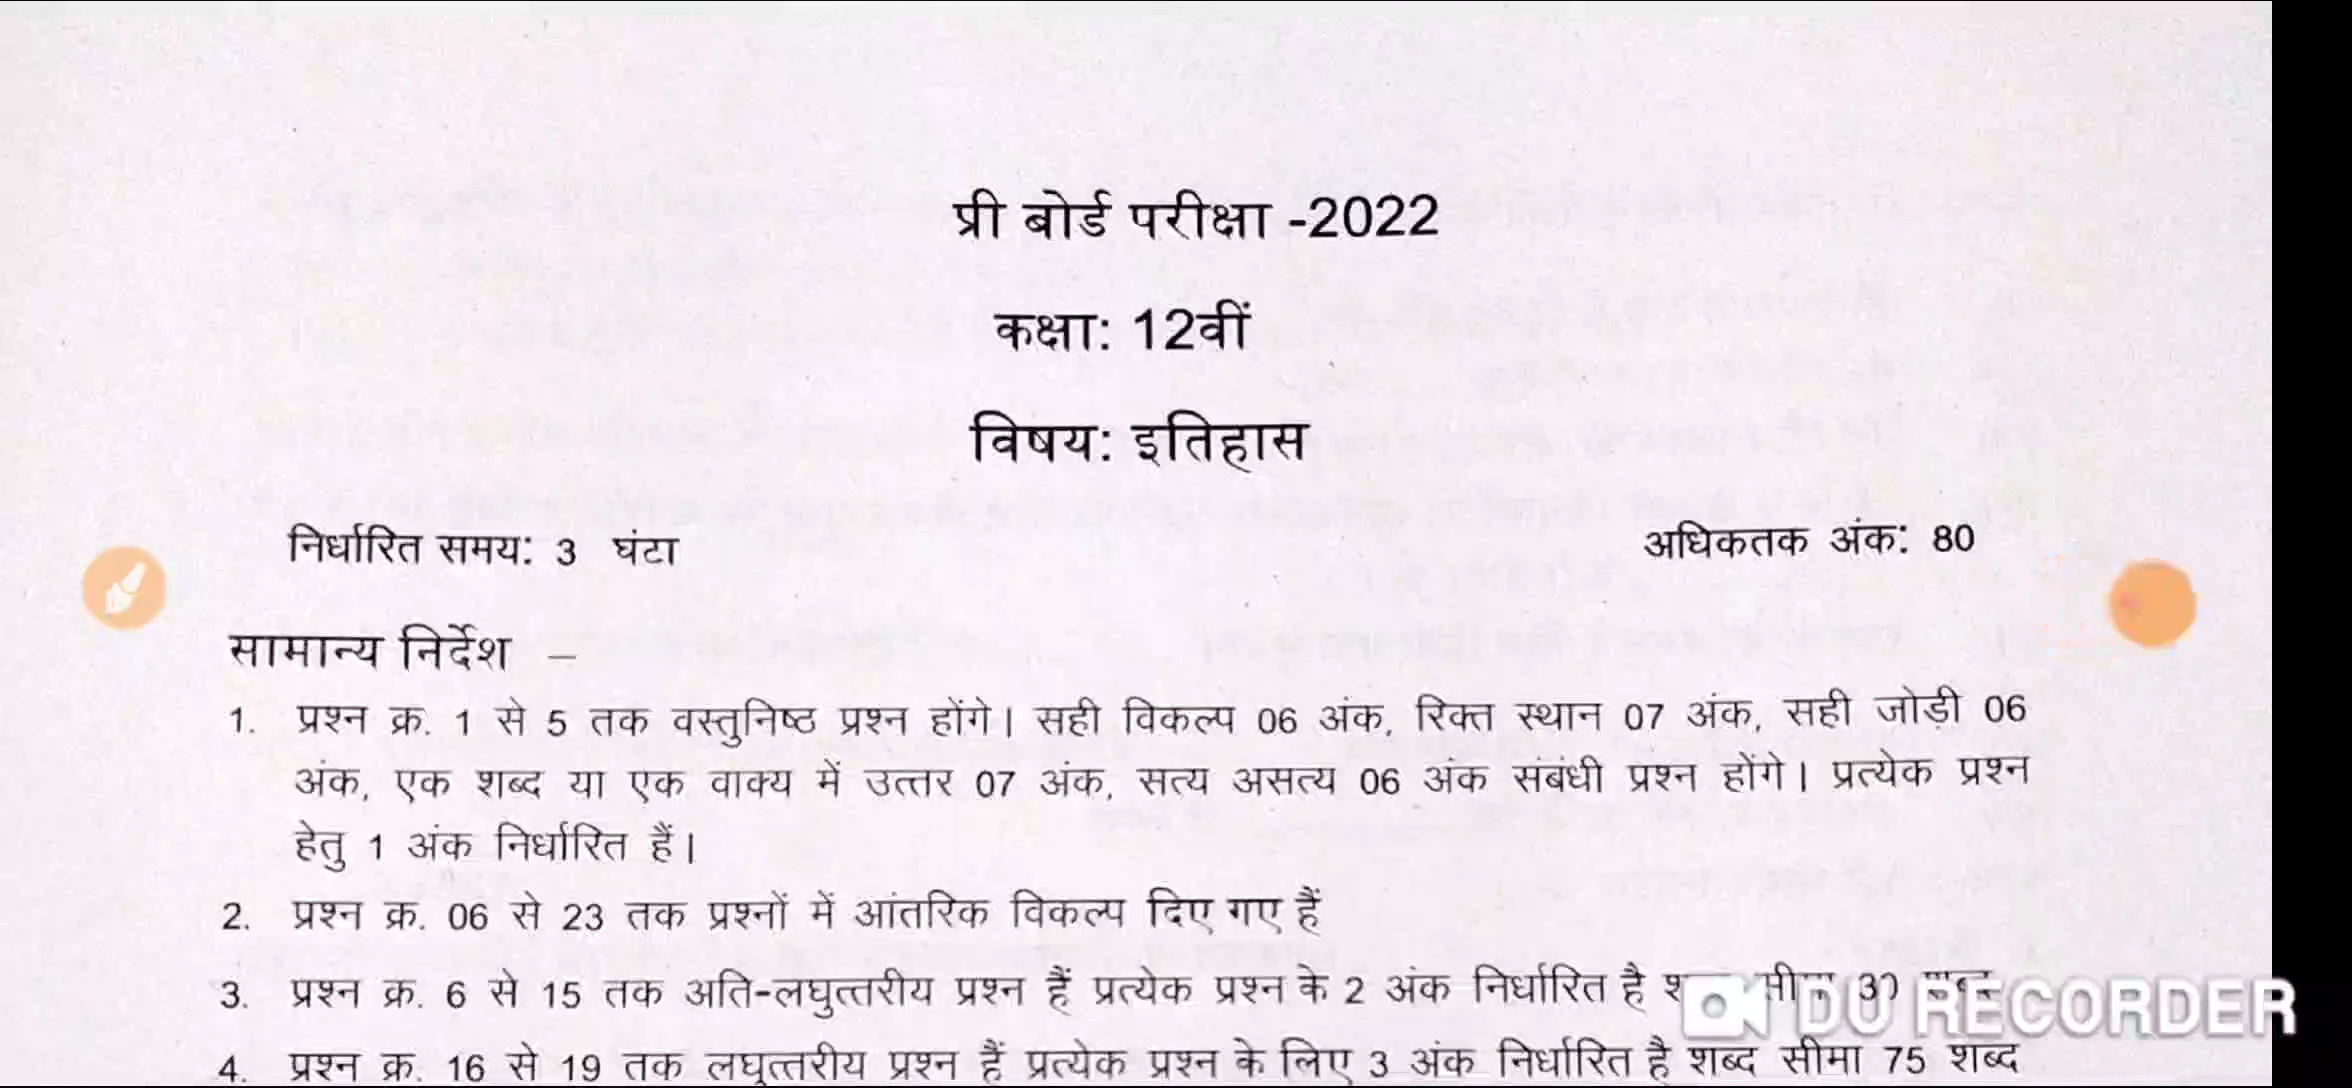 प्री बोर्ड परीक्षा -2022
कक्षा: 12वीं
विषय: इतिहास
निर्धारित समय: 3 घंटा
अधिकतक अंक: 80
सामान्य निर्देश –
1. प्रश्न क्र. 1 से 5 तक वस्तुनिष्ठ प्रश्न होंगे। सही विकल्प 06 अंक, रिक्त स्थान 07 अंक, सही जोड़ी 06
अंक, एक शब्द या एक वाक्य में उत्तर 07 अंक, सत्य असत्य 06 अंक संबंधी प्रश्न होंगे। प्रत्येक प्रश्न
हेतु 1 अंक निर्धारित हैं।
2. प्रश्न क्र. 06 से 23 तक प्रश्नों में आंतरिक विकल्प दिए गए हैं
3. प्रश्न क्र. 6 से 15 तक अति-लघुत्तरीय प्रश्न हैं प्रत्येक प्रश्न के 2 अंक निर्धारित है
DU RECORDER
4. प्रश्न क्र. 16 से 19 तक लघुत्तरीय प्रश्न हैं प्रत्येक प्रश्न के लिए 3 अंक निर्धारित है शब्द सीमा 75 शब्द